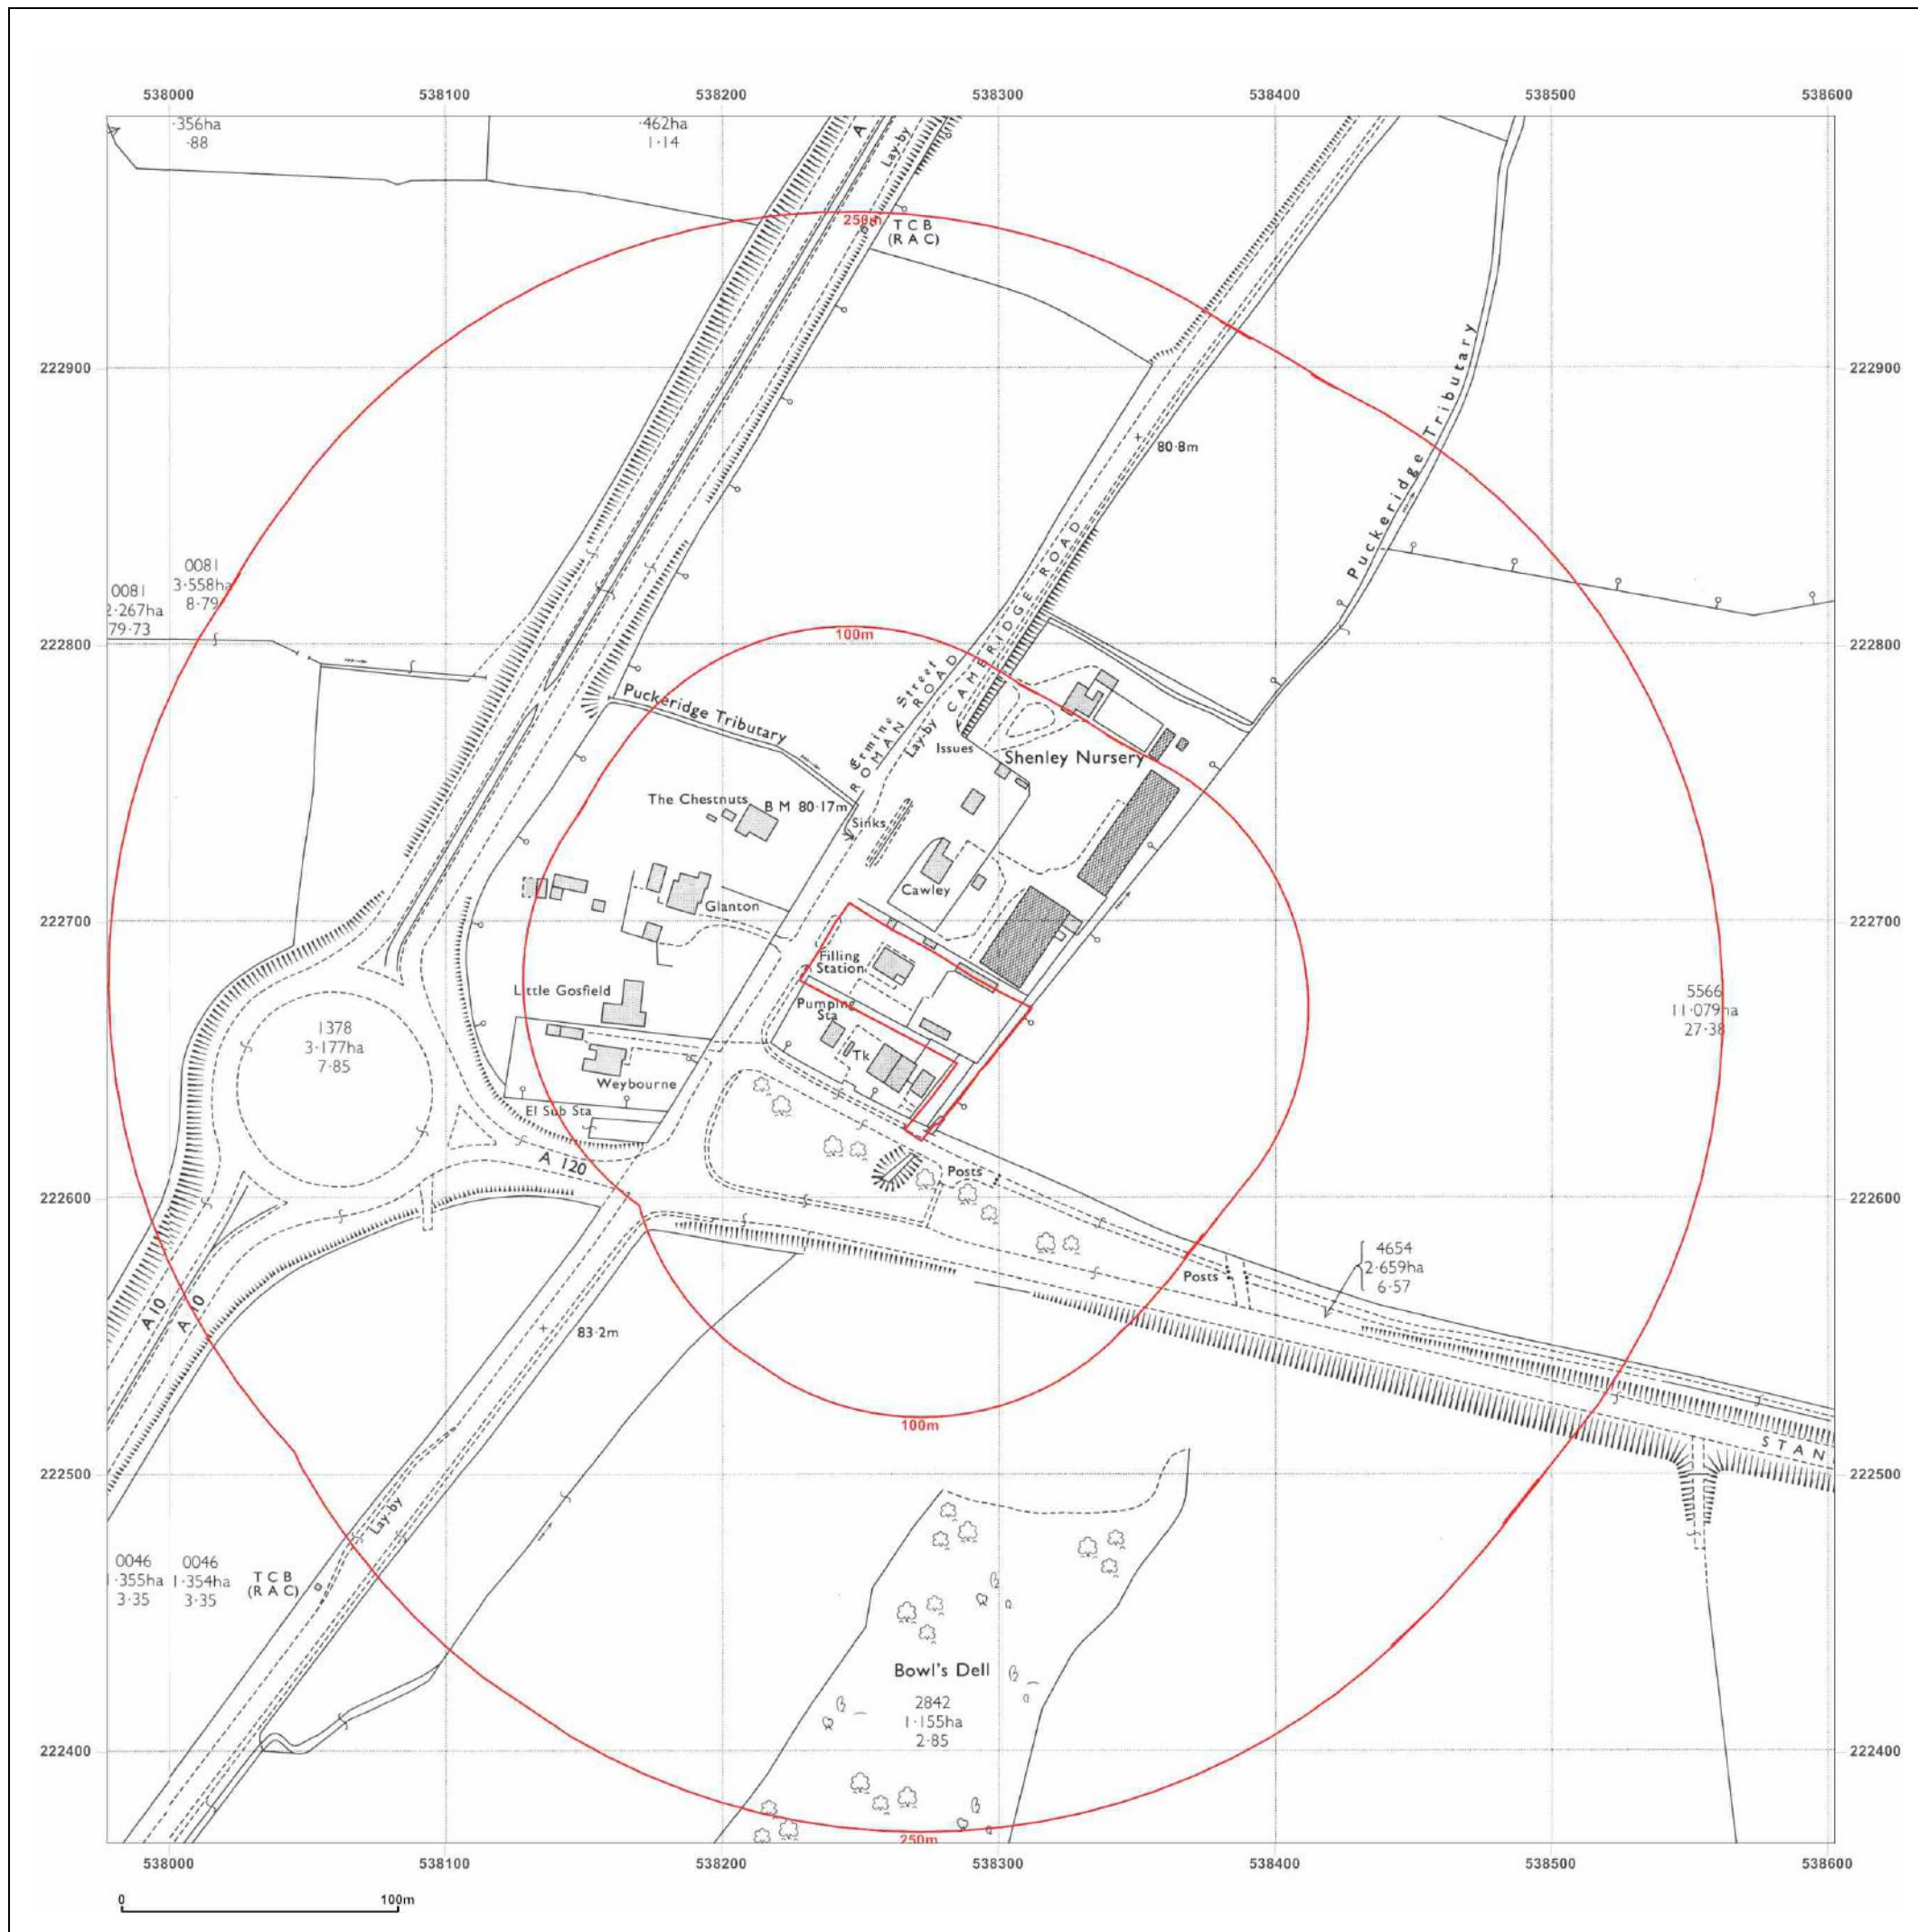 538000 538100 538200 538300 538400 538500 538600
·356ha
·88
·462ha
1·14
A
Lay-by
250m
TCB
(RAC)
222900
222900
80·8m
Puckeridge Tributary
0081
3·558ha
8·79
0081
2·267ha
79·73
222800
222800
100m
Ermine Street
ROMAN ROAD
Lay-by
CAMBRIDGE ROAD
Puckeridge Tributary
Issues
Shenley Nursery
The Chestnuts
B M 80·17m
Sinks
Cawley
Glanton
222700
222700
Filling
Station
Little Gosfield
Pumping
Sta
5566
11·079ha
27·38
1378
3·177ha
7·85
Tk
Weybourne
El Sub Sta
A 120
Posts
222600
222600
4654
2·659ha
6·57
Posts
A 10
A 10
83·2m
100m
STAN
222500
222500
Lay-by
0046
1·355ha
3·35
0046
1·354ha
3·35
TCB
(RAC)
Bowl's Dell
2842
1·155ha
2·85
222400
222400
250m
538000 538100 538200 538300 538400 538500 538600
0 100m